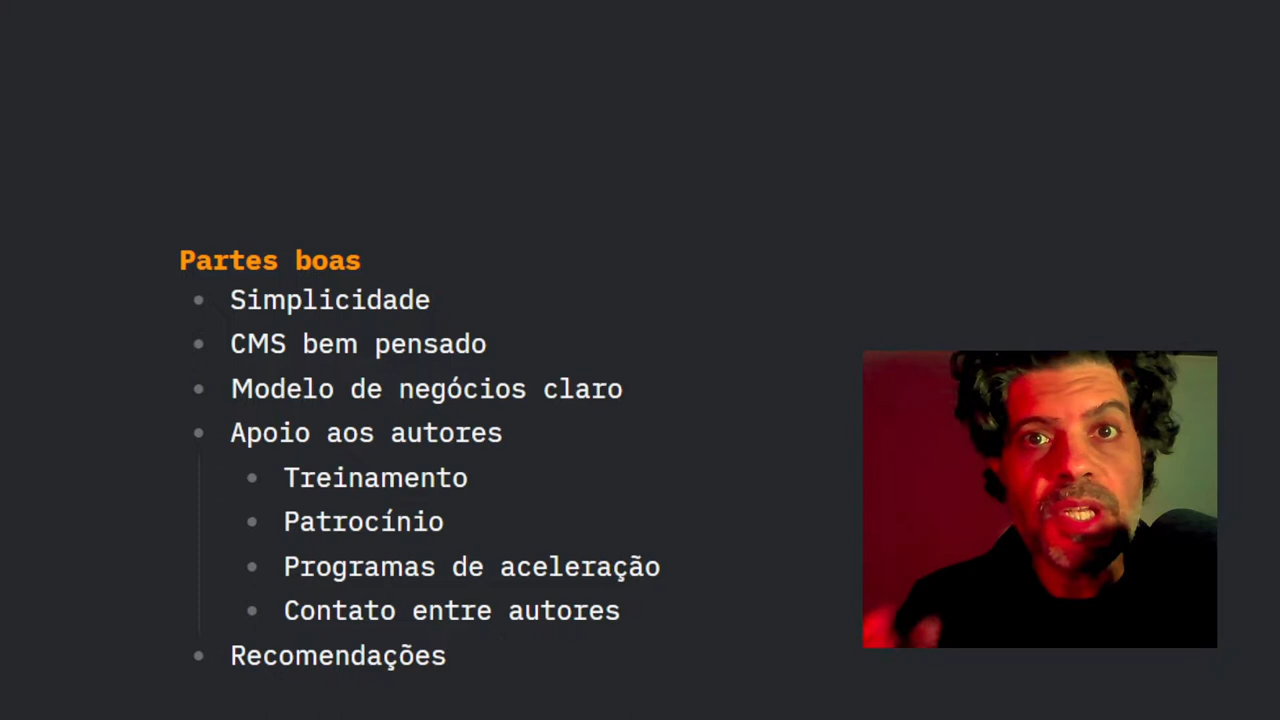 Partes boas
Simplicidade
CMS bem pensado
Modelo de negócios claro
Apoio aos autores
Treinamento
Patrocínio
Programas de aceleração
Contato entre autores
Recomendações